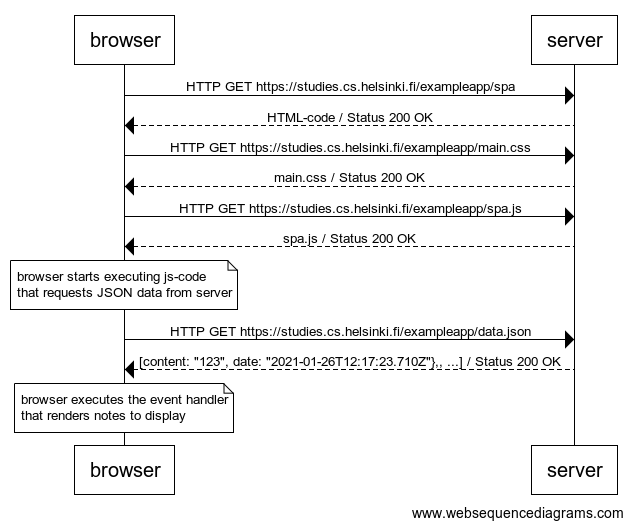 browser server
HTTP GET https://studies.cs.helsinki.fi/exampleapp/spa
HTML-code / Status 200 OK
HTTP GET https://studies.cs.helsinki.fi/exampleapp/main.css
main.css / Status 200 OK
HTTP GET https://studies.cs.helsinki.fi/exampleapp/spa.js
spa.js / Status 200 OK
browser starts executing js-code
that requests JSON data from server
HTTP GET https://studies.cs.helsinki.fi/exampleapp/data.json
[content: "123", date: "2021-01-26T12:17:23.710Z"},, ...] / Status 200 OK
browser executes the event handler
that renders notes to display
browser server
www.websequencediagrams.com